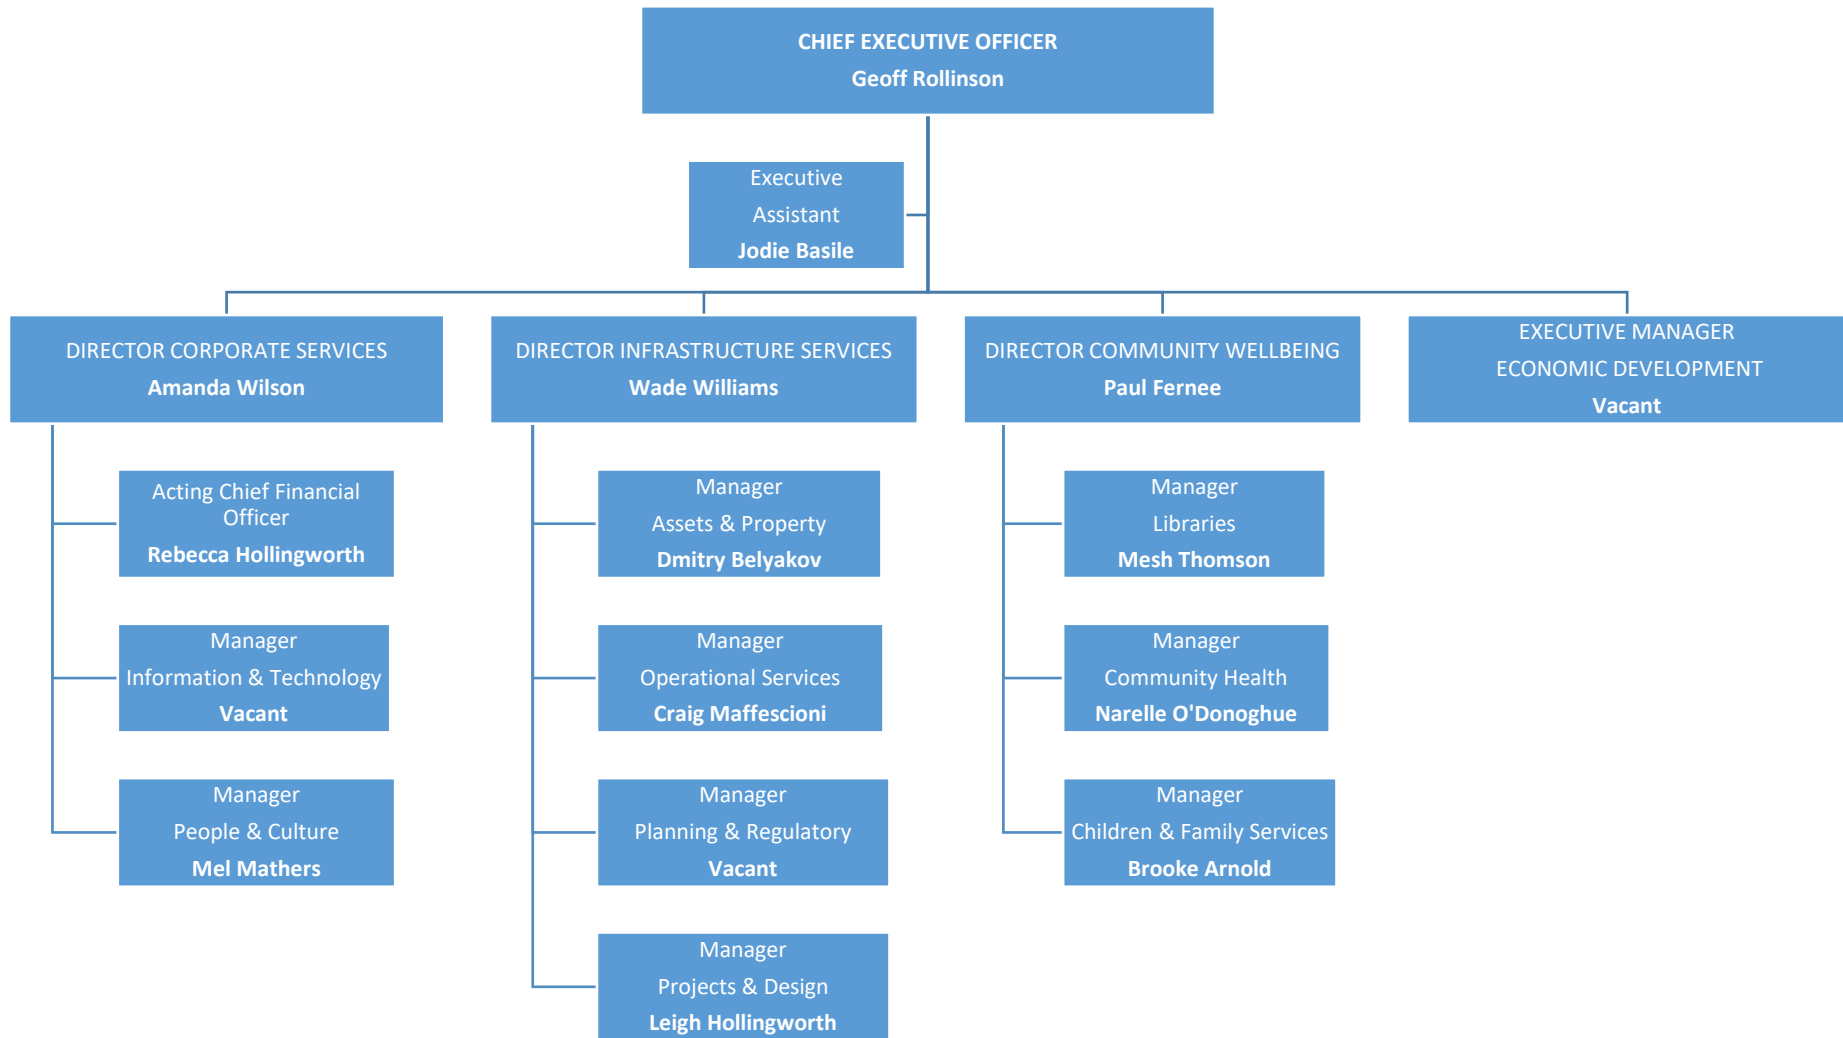 CHIEF EXECUTIVE OFFICER
Geoff Rollinson
Executive
Assistant
Jodie Basile
DIRECTOR CORPORATE SERVICES
Amanda Wilson
Acting Chief Financial
Officer
Rebecca Hollingworth
Manager
Information & Technology
Vacant
Manager
People & Culture
Mel Mathers
DIRECTOR INFRASTRUCTURE SERVICES
Wade Williams
Manager
Assets & Property
Dmitry Belyakov
Manager
Operational Services
Craig Maffescioni
Manager
Planning & Regulatory
Vacant
Manager
Projects & Design
Leigh Hollingworth
DIRECTOR COMMUNITY WELLBEING
Paul Fernee
Manager
Libraries
Mesh Thomson
Manager
Community Health
Narelle O'Donoghue
Manager
Children & Family Services
Brooke Arnold
EXECUTIVE MANAGER
ECONOMIC DEVELOPMENT
Vacant